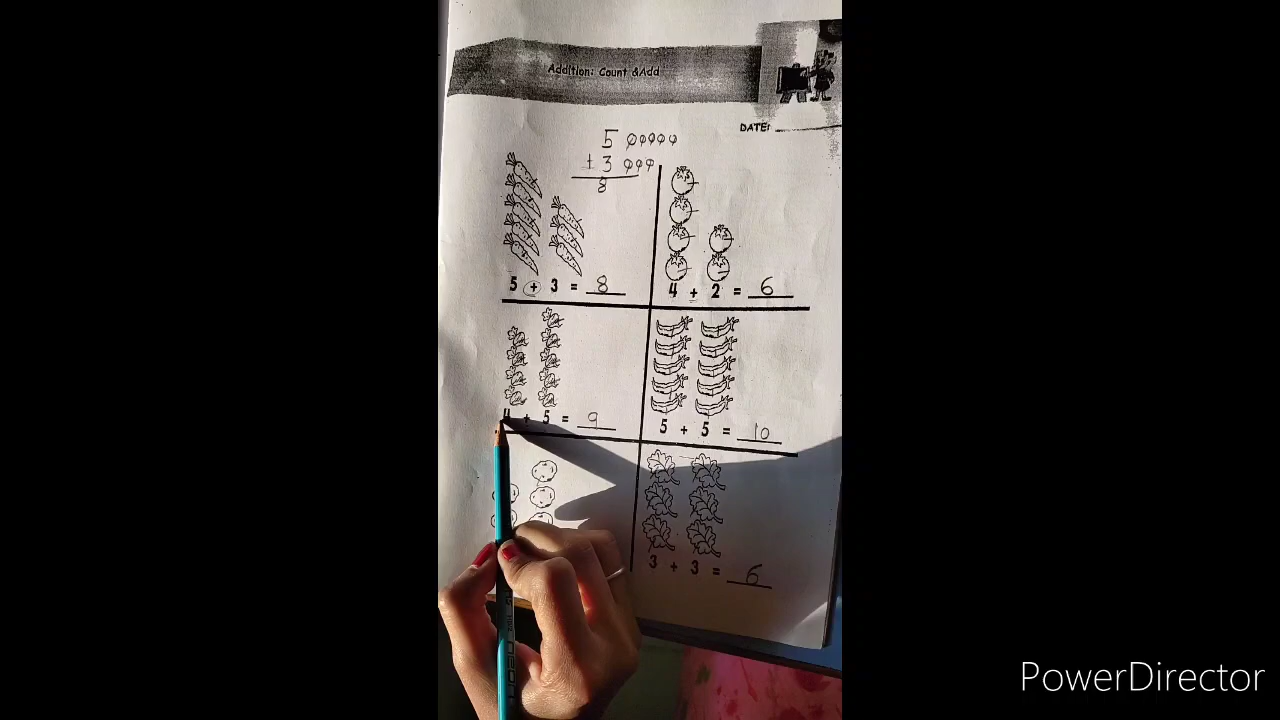 Addition: Count &Add
DATE:
5
+ 3
8
5 + 3 = 8
4 + 2 = 6
4 + 5 = 9
5 + 5 = 10
3 + 3 = 6
PowerDirector